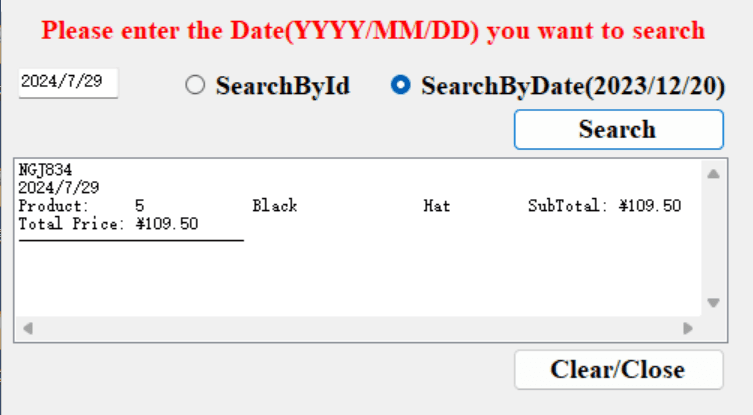 Please enter the Date(YYYY/MM/DD) you want to search
2024/7/29 SearchById SearchByDate(2023/12/20)
Search
NGJ834
2024/7/29
Product: 5 Black Hat SubTotal: ¥109.50
Total Price: ¥109.50
Clear/Close